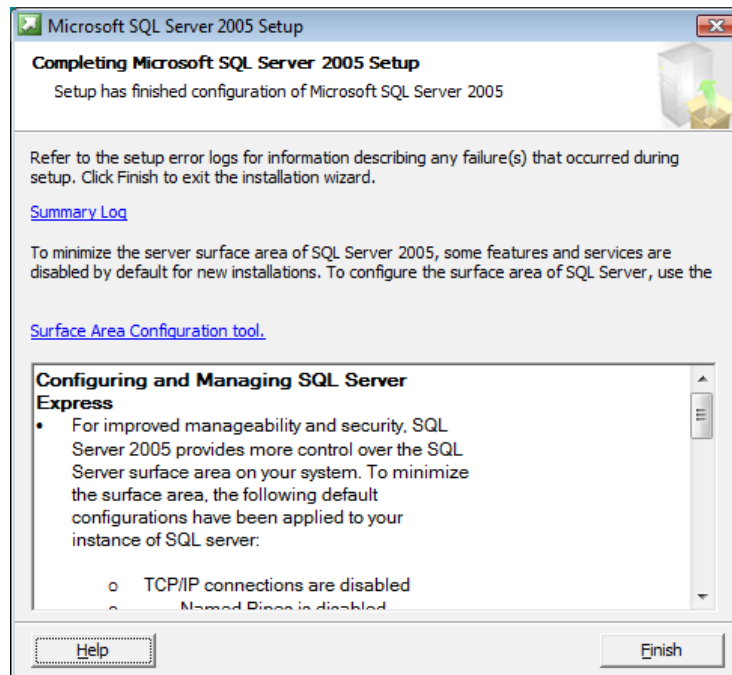 Microsoft SQL Server 2005 Setup
Completing Microsoft SQL Server 2005 Setup
Setup has finished configuration of Microsoft SQL Server 2005
Refer to the setup error logs for information describing any failure(s) that occurred during
setup. Click Finish to exit the installation wizard.
Summary Log
To minimize the server surface area of SQL Server 2005, some features and services are
disabled by default for new installations. To configure the surface area of SQL Server, use the
Surface Area Configuration tool.
Configuring and Managing SQL Server
Express
• For improved manageability and security, SQL
Server 2005 provides more control over the SQL
Server surface area on your system. To minimize
the surface area, the following default
configurations have been applied to your
instance of SQL server:
o TCP/IP connections are disabled
o Named Pipes is disabled
Help
Finish